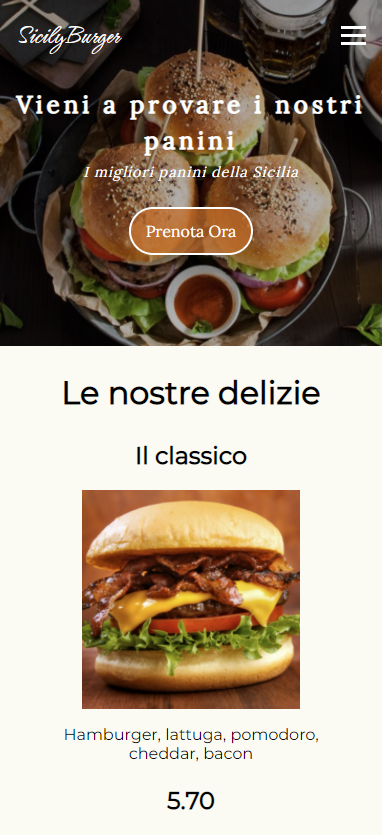 SicilyBurger
Vieni a provare i nostri
panini
I migliori panini della Sicilia
Prenota Ora
Le nostre delizie
Il classico
Hamburger, lattuga, pomodoro,
cheddar, bacon
5.70